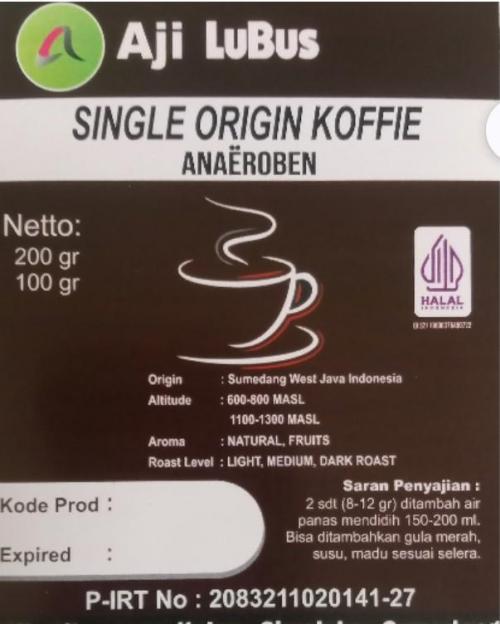 Aji LuBus
SINGLE ORIGIN KOFFIE
ANAËROBEN
Netto:
200 gr
100 gr
HALAL
INDONESIA
Origin : Sumedang West Java Indonesia
Altitude : 600-800 MASL
1100-1300 MASL
Aroma : NATURAL, FRUITS
Roast Level : LIGHT, MEDIUM, DARK ROAST
Saran Penyajian :
2 sdt (8-12 gr) ditambah air
panas mendidih 150-200 ml.
Bisa ditambahkan gula merah,
susu, madu sesuai selera.
Kode Prod :
Expired :
P-IRT No : 2083211020141-27